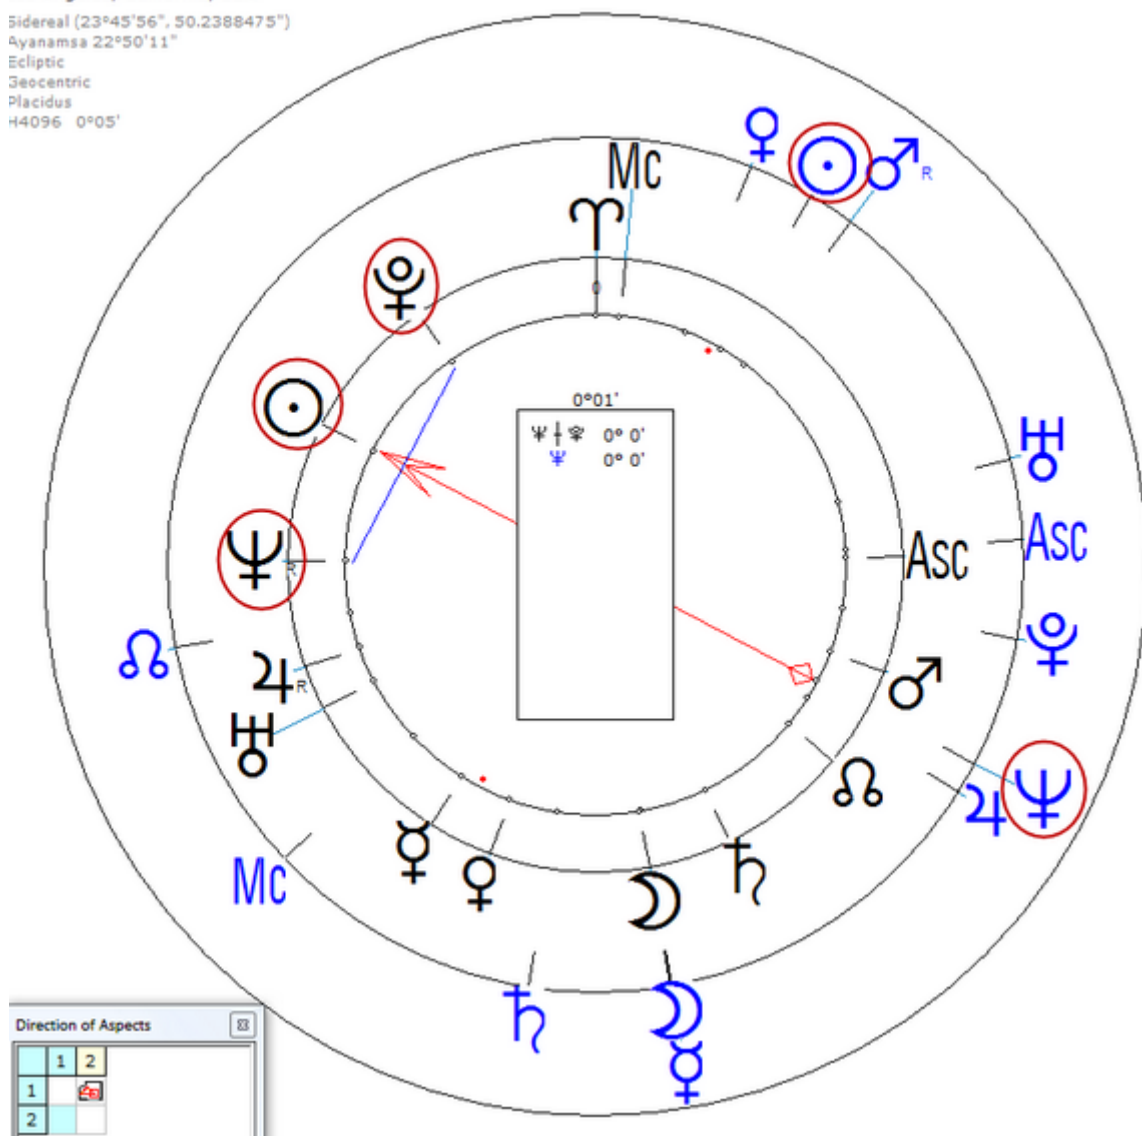 Sidereal (23°45'56", 50.2388475")
Ayanamsa 22°50'11"
Ecliptic
Geocentric
Placidus
H4096 0°05'
Mc
R
♀ ☉ ♂
♈
0
♇
☉
0°01'
♆ ♇ 0° 0'
♆ 0° 0'
♅
Asc
Asc
♆
R
♇
☊
♃
R
♂
♅
☊
♃ ♆
Mc
☿
♀
☽
♄
♄
☽
☿
Direction of Aspects
1 2
1
2